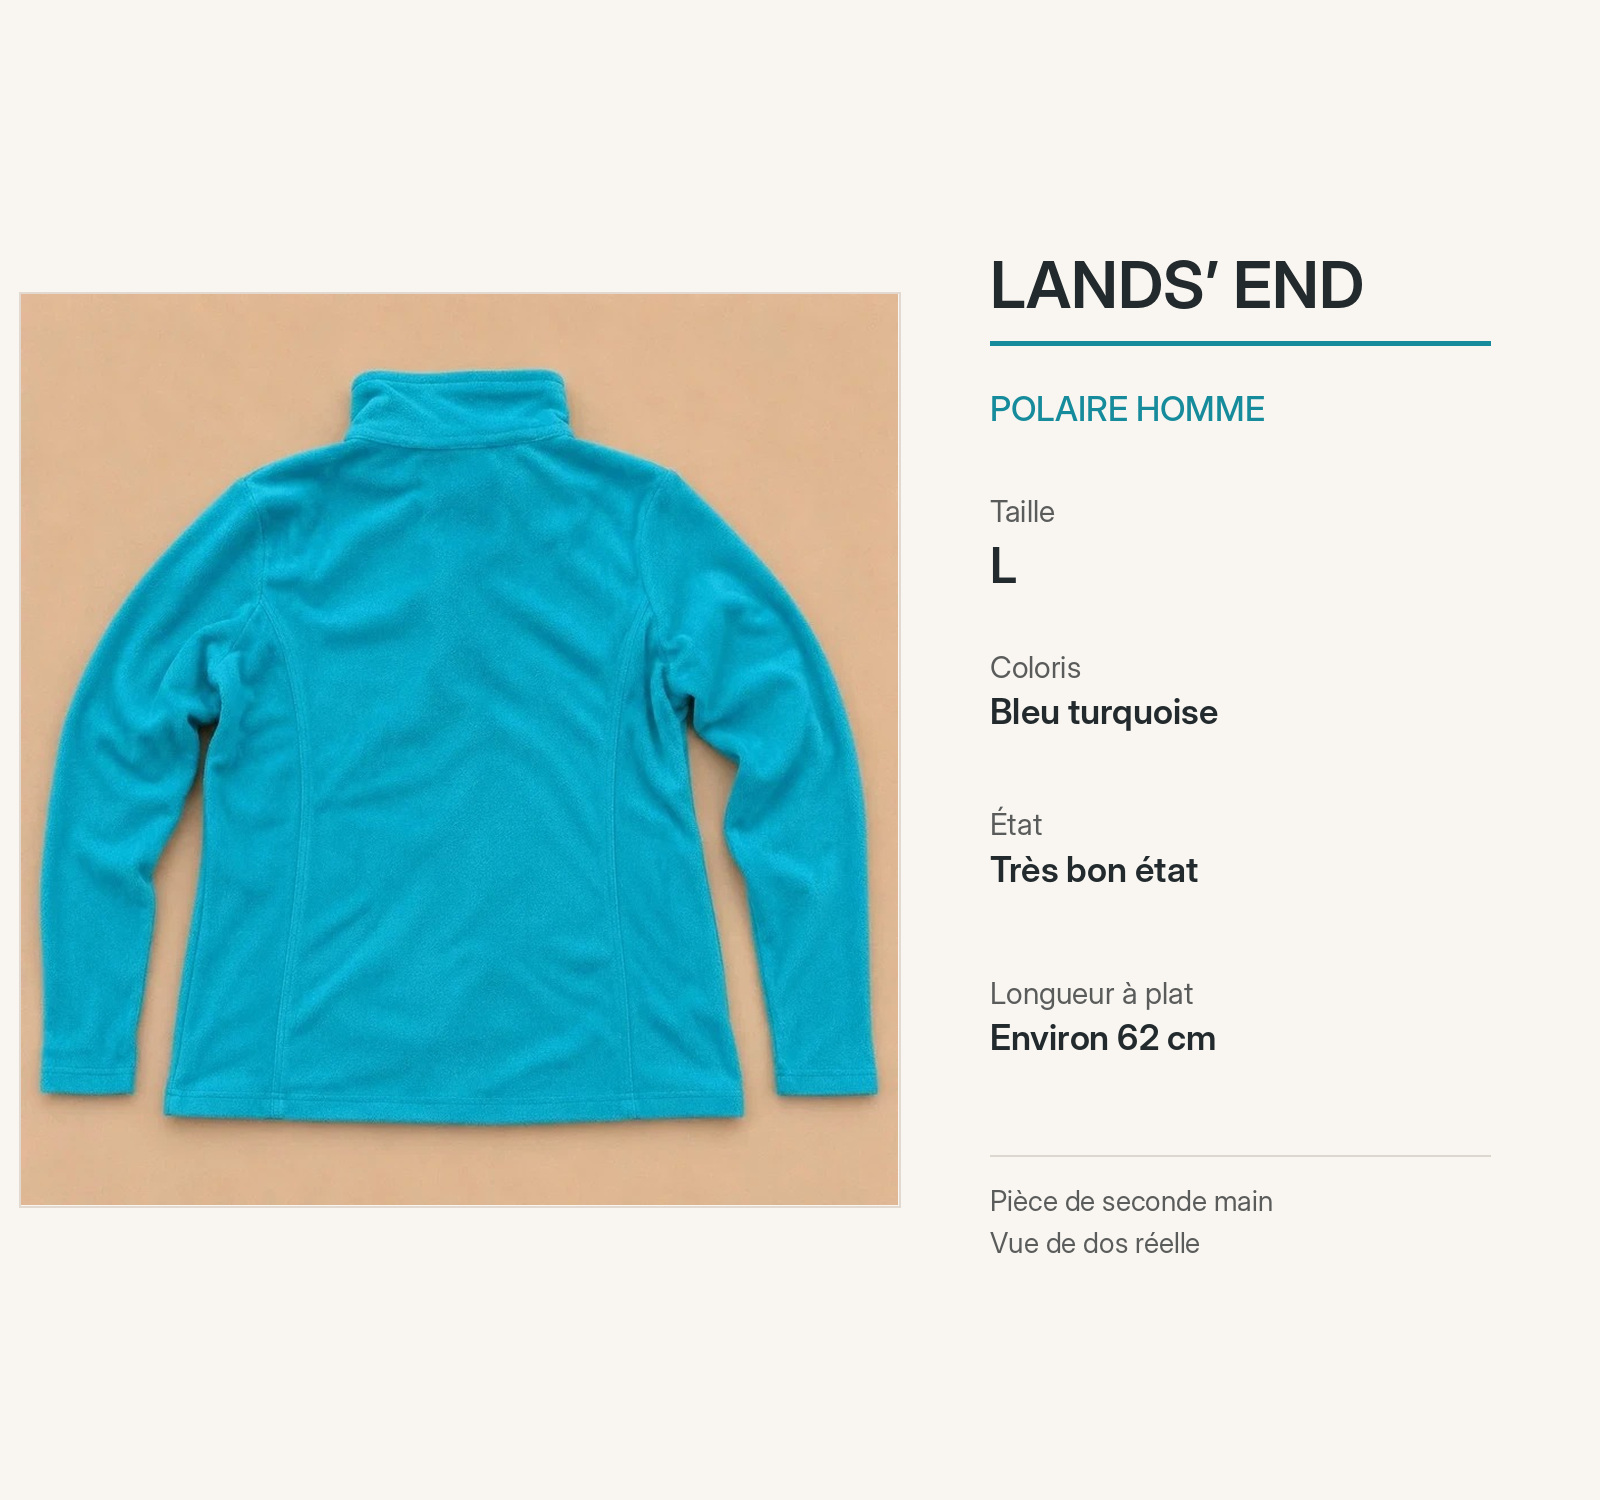 LANDS’ END
POLAIRE HOMME
Taille
L
Coloris
Bleu turquoise
État
Très bon état
Longueur à plat
Environ 62 cm
Pièce de seconde main
Vue de dos réelle